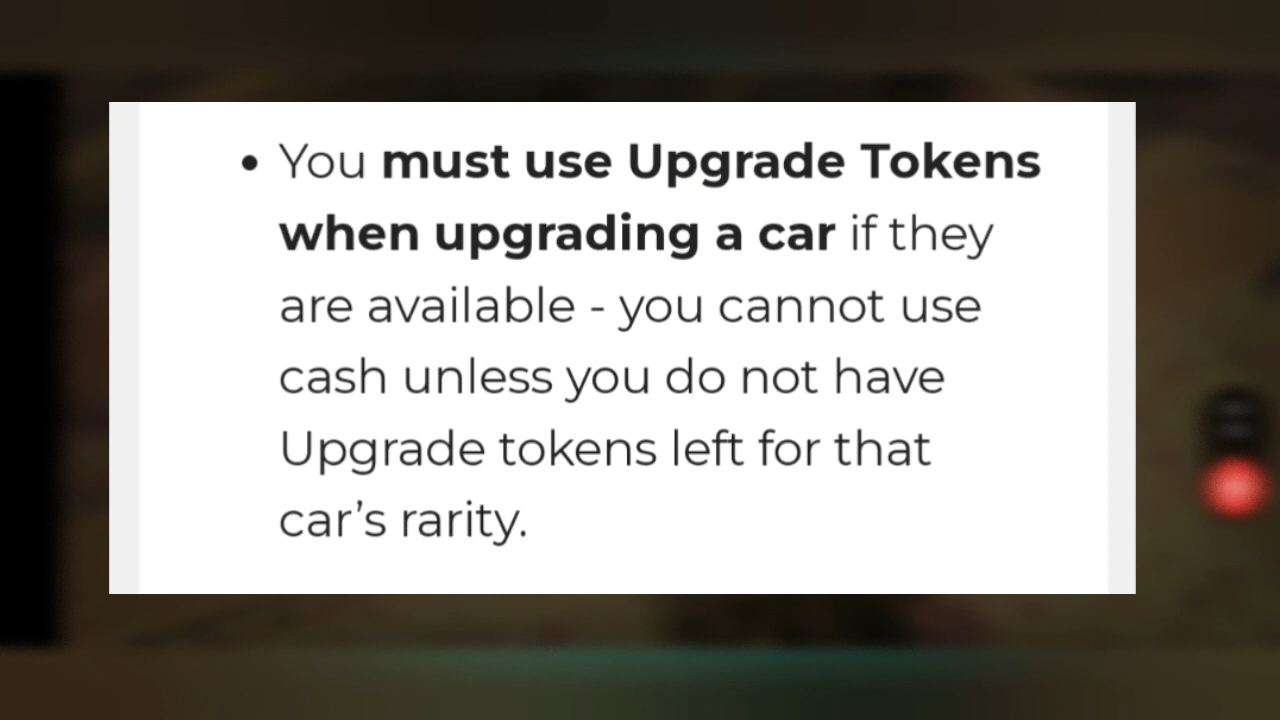 • You must use Upgrade Tokens
when upgrading a car if they
are available - you cannot use
cash unless you do not have
Upgrade tokens left for that
car’s rarity.